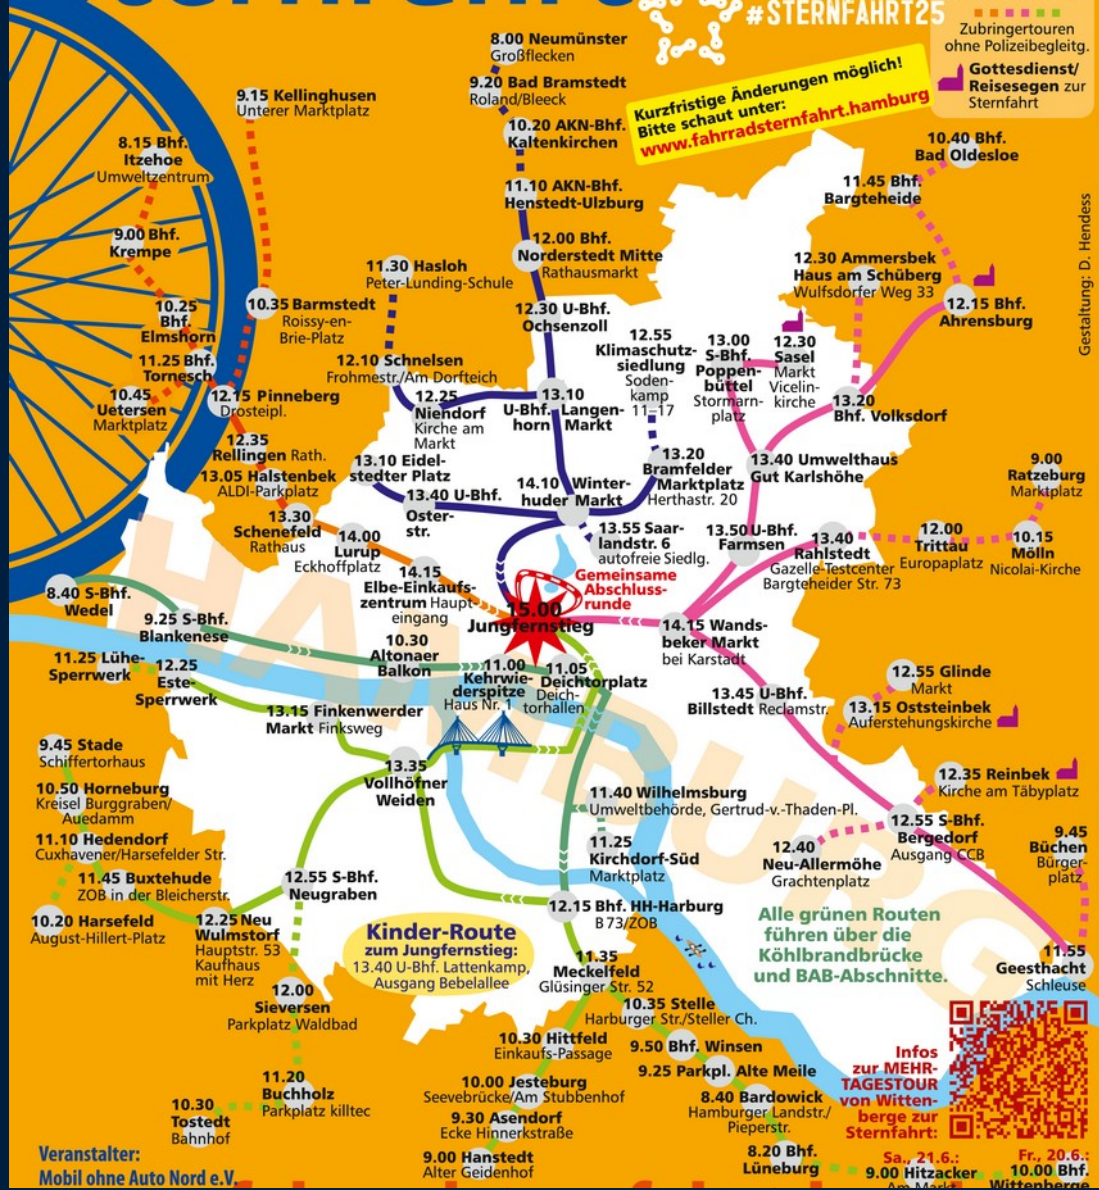 #STERNFAHRT25
Zubringertouren
ohne Polizeibegleitg.
Gottesdienst/
Reisesegen zur
Sternfahrt
Kurzfristige Änderungen möglich!
Bitte schaut unter:
www.fahrradsternfahrt.hamburg
8.00 Neumünster
Großflecken
9.20 Bad Bramstedt
Roland/Bleeck
9.15 Kellinghusen
Unterer Marktplatz
10.20 AKN-Bhf.
Kaltenkirchen
8.15 Bhf.
Itzehoe
Umweltzentrum
10.40 Bhf.
Bad Oldesloe
11.10 AKN-Bhf.
Henstedt-Ulzburg
11.45 Bhf.
Bargteheide
Gestaltung: D. Hendess
9.00 Bhf.
Krempe
12.00 Bhf.
Norderstedt Mitte
Rathausmarkt
11.30 Hasloh
Peter-Lunding-Schule
12.30 Ammersbek
Haus am Schüberg
Wulfsdorfer Weg 33
10.25
Bhf.
Elmshorn
10.35 Barmstedt
Roissy-en-
Brie-Platz
12.30 U-Bhf.
Ochsenzoll
12.15 Bhf.
Ahrensburg
12.55
Klimaschutz-
siedlung
Soden-
kamp
11–17
13.00
S-Bhf.
Poppen-
büttel
Stormarn-
platz
12.30
Sasel
Markt
Vicelin-
kirche
11.25 Bhf.
Tornesch
12.10 Schnelsen
Frohmestr./Am Dorfteich
10.45
Uetersen
Marktplatz
12.15 Pinneberg
Drosteipl.
12.25
Niendorf
Kirche am
Markt
13.10
U-Bhf. Langen-
horn Markt
13.20
Bhf. Volksdorf
12.35
Rellingen Rath.
13.05 Halstenbek
ALDI-Parkplatz
13.10 Eidel-
stedter Platz
13.20
Bramfelder
Marktplatz
Herthastr. 20
13.40 Umwelthaus
Gut Karlshöhe
9.00
Ratzeburg
Marktplatz
13.40 U-Bhf.
Oster-
str.
14.10 Winter-
huder Markt
13.30
Schenefeld
Rathaus
14.00
Lurup
Eckhoffplatz
13.55 Saar-
landstr. 6
autofreie Siedlg.
13.50 U-Bhf.
Farmsen
13.40
Rahlstedt
Gazelle-Testcenter
Bargteheider Str. 73
12.00
Trittau
Europaplatz
10.15
Mölln
Nicolai-Kirche
14.15
Elbe-Einkaufs-
zentrum Haupt-
eingang
Gemeinsame
Abschluss-
runde
15.00
Jungfernstieg
8.40 S-Bhf.
Wedel
9.25 S-Bhf.
Blankenese
14.15 Wands-
beker Markt
bei Karstadt
10.30
Altonaer
Balkon
11.00
Kehrwie-
derspitze
Haus Nr. 1
11.05
Deichtorplatz
Deich-
torhallen
11.25 Lühe-
Sperrwerk
12.25
Este-
Sperrwerk
12.55 Glinde
Markt
13.15 Finkenwerder
Markt Finksweg
13.45 U-Bhf.
Billstedt Reclamstr.
13.15 Oststeinbek
Auferstehungskirche
HAMBURG
9.45 Stade
Schiffertorhaus
13.35
Vollhöfner
Weiden
10.50 Horneburg
Kreisel Burggraben/
Auedamm
11.40 Wilhelmsburg
Umweltbehörde, Gertrud-v.-Thaden-Pl.
12.35 Reinbek
Kirche am Täbyplatz
11.10 Hedendorf
Cuxhavener/Harsefelder Str.
11.25
Kirchdorf-Süd
Marktplatz
12.40
Neu-Allermöhe
Grachtenplatz
12.55 S-Bhf.
Bergedorf
Ausgang CCB
9.45
Büchen
Bürger-
platz
11.45 Buxtehude
ZOB in der Bleicherstr.
12.55 S-Bhf.
Neugraben
10.20 Harsefeld
August-Hillert-Platz
12.25 Neu
Wulmstorf
Hauptstr. 53
Kaufhaus
mit Herz
12.15 Bhf. HH-Harburg
B 73/ZOB
Kinder-Route
zum Jungfernstieg:
13.40 U-Bhf. Lattenkamp,
Ausgang Bebelallee
Alle grünen Routen
führen über die
Köhlbrandbrücke
und BAB-Abschnitte.
11.55
Geesthacht
Schleuse
11.35
Meckelfeld
Glüsinger Str. 52
12.00
Sieversen
Parkplatz Waldbad
10.35 Stelle
Harburger Str./Steller Ch.
10.30 Hittfeld
Einkaufs-Passage
9.50 Bhf. Winsen
9.25 Parkpl. Alte Meile
Infos
zur MEHR-
TAGESTOUR
von Witten-
berge zur
Sternfahrt:
11.20
Buchholz
Parkplatz killtec
10.00 Jesteburg
Seevebrücke/Am Stubbenhof
8.40 Bardowick
Hamburger Landstr./
Pieperstr.
10.30
Tostedt
Bahnhof
9.30 Asendorf
Ecke Hinnerkstraße
9.00 Hanstedt
Alter Geidenhof
8.20 Bhf.
Lüneburg
Sa., 21.6.:
9.00 Hitzacker
Am Markt
Fr., 20.6.:
10.00 Bhf.
Wittenberge
Veranstalter:
Mobil ohne Auto Nord e.V.